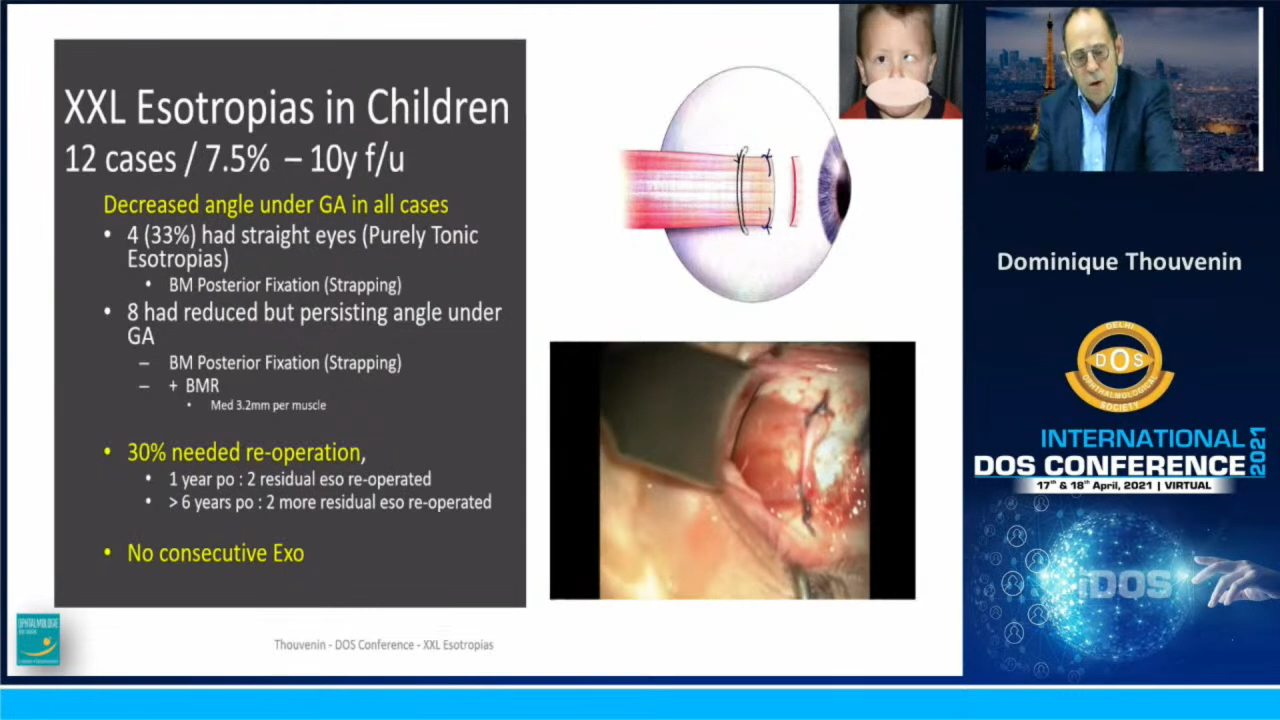 XXL Esotropias in Children
12 cases / 7.5% – 10y f/u
Decreased angle under GA in all cases
• 4 (33%) had straight eyes (Purely Tonic
Esotropias)
• BM Posterior Fixation (Strapping)
• 8 had reduced but persisting angle under
GA
– BM Posterior Fixation (Strapping)
– + BMR
• Med 3.2mm per muscle
• 30% needed re-operation,
• 1 year po : 2 residual eso re-operated
• > 6 years po : 2 more residual eso re-operated
• No consecutive Exo
OPHTALMOLOGIE
Thouvenin - DOS Conference - XXL Esotropias
Dominique Thouvenin
DELHI
DOS
OPHTHALMOLOGICAL
SOCIETY
INTERNATIONAL
DOS CONFERENCE
2021
17th & 18th April, 2021 | VIRTUAL
iDOS